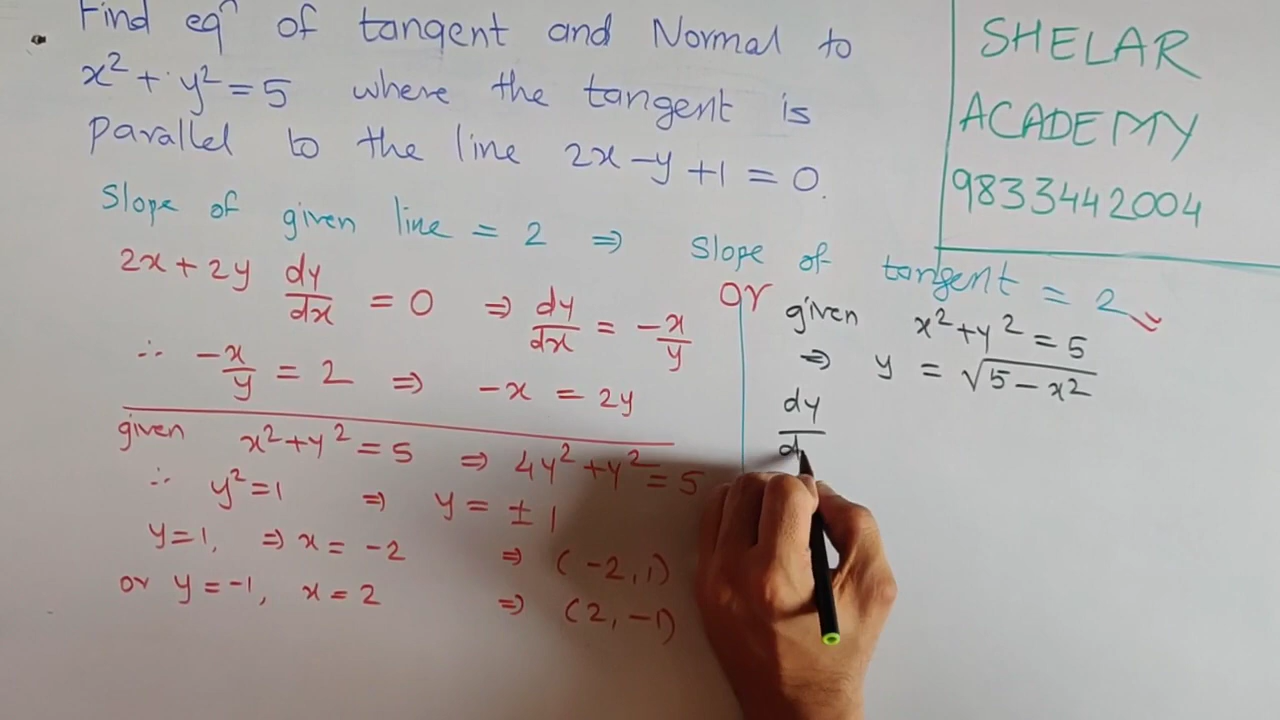 Find eqⁿ of tangent and Normal to
x² + y² = 5 where the tangent is
parallel to the line 2x - y + 1 = 0.
SHELAR
ACADEMY
9833442004
Slope of given line = 2 ⇒ Slope of tangent = 2
2x + 2y dy/dx = 0 ⇒ dy/dx = -x/y
∴ -x/y = 2 ⇒ -x = 2y
given x² + y² = 5 ⇒ 4y² + y² = 5
∴ y² = 1 ⇒ y = ± 1
y = 1, ⇒ x = -2 ⇒ (-2, 1)
or y = -1, x = 2 ⇒ (2, -1)
or
given x² + y² = 5
⇒ y = √(5 - x²)
dy